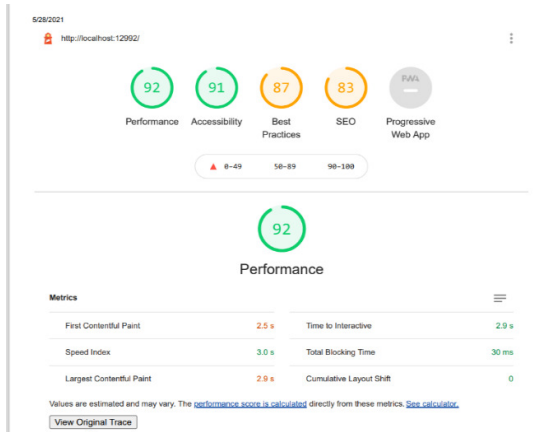 5/28/2021
http://localhost:12992/
92 91 87 83
Performance Accessibility Best Practices SEO Progressive Web App
0-49 50-89 90-100
92
Performance
Metrics
First Contentful Paint 2.5 s Time to Interactive 2.9 s
Speed Index 3.0 s Total Blocking Time 30 ms
Largest Contentful Paint 2.9 s Cumulative Layout Shift 0
Values are estimated and may vary. The performance score is calculated directly from these metrics. See calculator.
View Original Trace